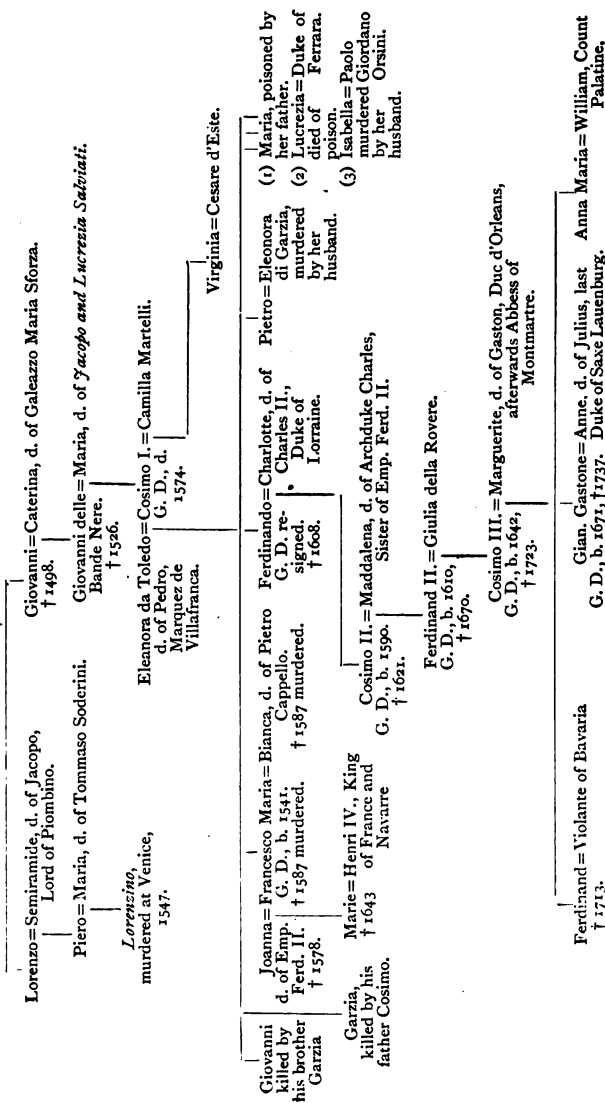 Lorenzo=Semiramide, d. of Jacopo,
Lord of Piombino.
Giovanni=Caterina, d. of Galeazzo Maria Sforza.
† 1498.
Piero=Maria, d. of Tommaso Soderini.
Giovanni delle=Maria, d. of Jacopo and Lucrezia Salviati.
Bande Nere.
† 1526.
Lorenzino,
murdered at Venice,
1547.
Eleanora da Toledo=Cosimo I.=Camilla Martelli.
d. of Pedro, G. D., d.
Marquez de 1574.
Villafranca.
Virginia=Cesare d'Este.
Giovanni
killed by
his brother
Garzia
Joanna=Francesco Maria=Bianca, d. of Pietro
d. of Emp. G. D., b. 1541. Cappello.
Ferd. II. † 1587 murdered. † 1587 murdered.
† 1578.
Ferdinando=Charlotte, d. of
G. D. re- Charles II.,
signed. Duke of
† 1608. Lorraine.
Pietro=Eleonora
di Garzia,
murdered
by her
husband.
(1) Maria, poisoned by
her father.
(2) Lucrezia=Duke of
died of Ferrara.
poison.
(3) Isabella=Paolo
murdered Giordano
by her Orsini.
husband.
Garzia,
killed by his
father Cosimo.
Marie=Henri IV., King
† 1643 of France and
Navarre
Cosimo II.=Maddalena, d. of Archduke Charles,
G. D., b. 1590. Sister of Emp. Ferd. II.
† 1621.
Ferdinand II.=Giulia della Rovere.
G. D., b. 1610,
† 1670.
Cosimo III.=Marguerite, d. of Gaston, Duc d'Orleans,
G. D., b. 1642, afterwards Abbess of
† 1723. Montmartre.
Ferdinand=Violante of Bavaria
† 1713.
Gian. Gastone=Anne, d. of Julius, last
G. D., b. 1671, †1737. Duke of Saxe Lauenburg.
Anna Maria=William, Count
Palatine,